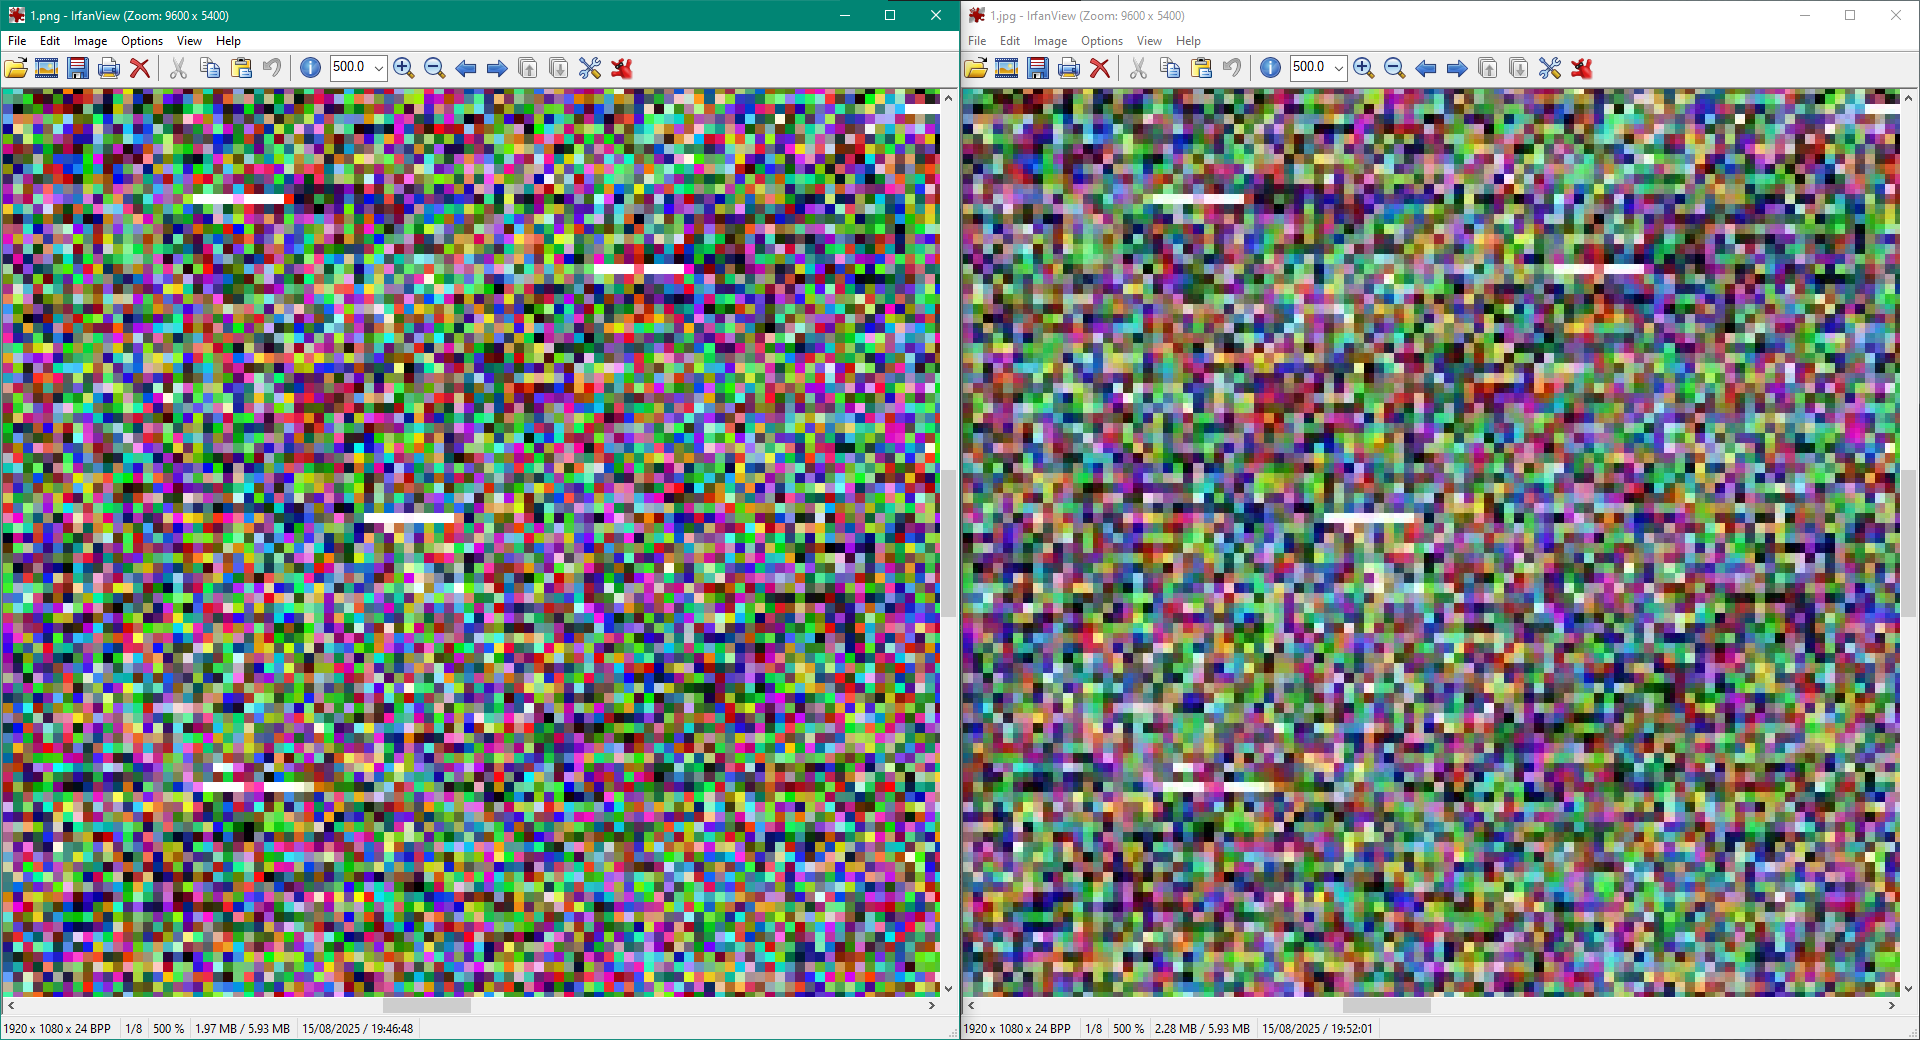 1.png - IrfanView (Zoom: 9600 x 5400)
File Edit Image Options View Help
500.0
1920 x 1080 x 24 BPP 1/8 500 % 1.97 MB / 5.93 MB 15/08/2025 / 19:46:48
1.jpg - IrfanView (Zoom: 9600 x 5400)
File Edit Image Options View Help
500.0
1920 x 1080 x 24 BPP 1/8 500 % 2.28 MB / 5.93 MB 15/08/2025 / 19:52:01